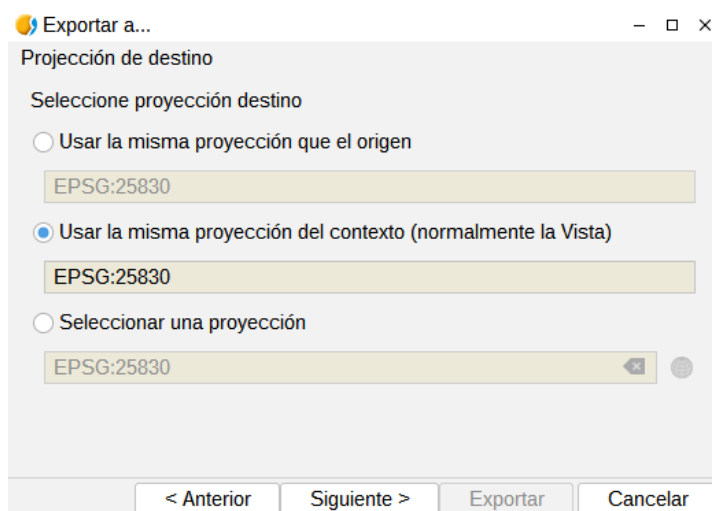 Exportar a...
Projección de destino
Seleccione proyección destino
Usar la misma proyección que el origen
EPSG:25830
Usar la misma proyección del contexto (normalmente la Vista)
EPSG:25830
Seleccionar una proyección
EPSG:25830
< Anterior Siguiente > Exportar Cancelar